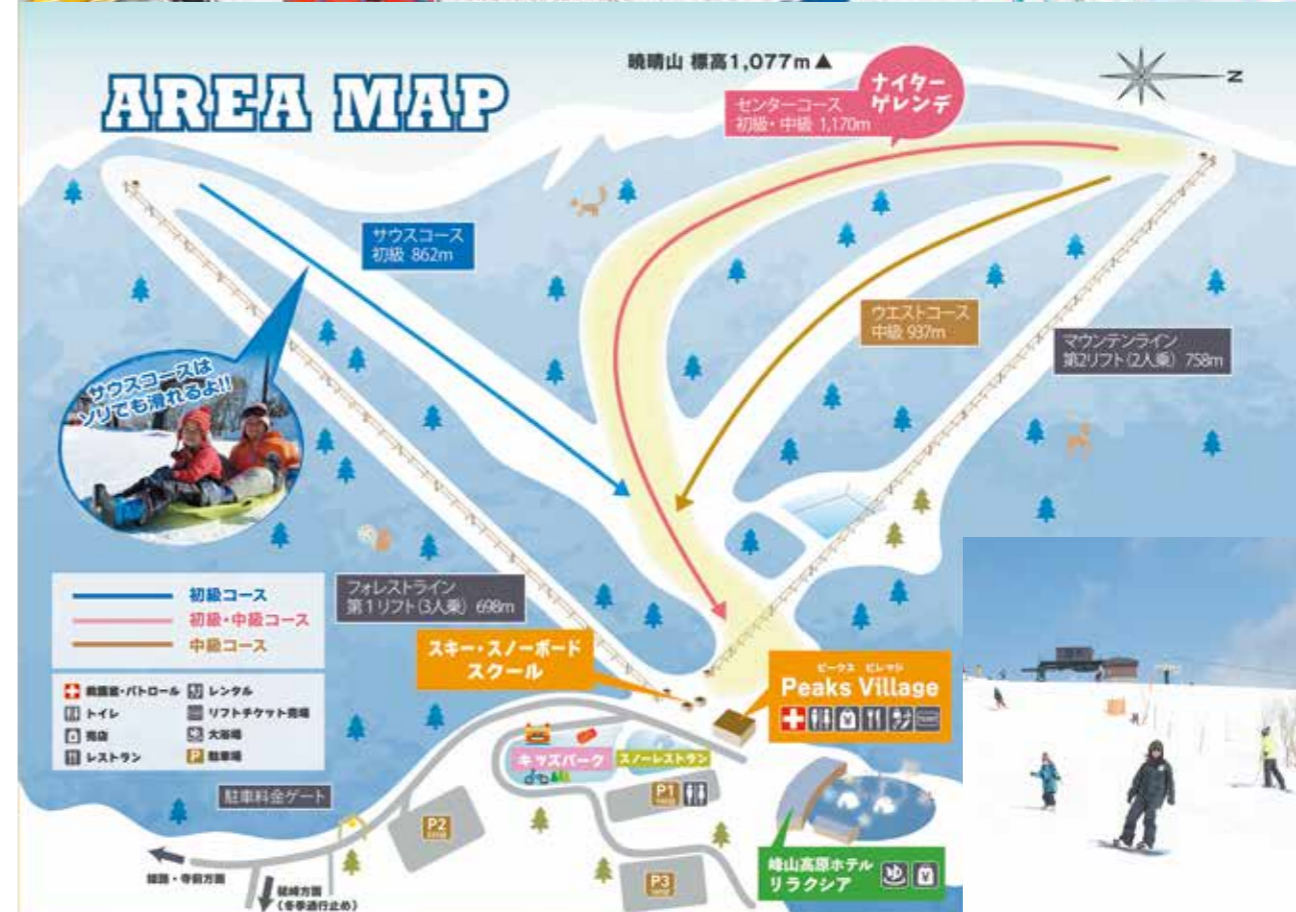 AREA MAP
暁晴山 標高1,077m▲
ナイター
ゲレンデ
センターコース
初級・中級 1,170m
N
サウスコース
初級 862m
ウエストコース
中級 937m
マウンテンライン
第2リフト(2人乗) 758m
サウスコースは
ソリでも滑れるよ!!
初級コース
初級・中級コース
中級コース
フォレストライン
第1リフト(3人乗) 698m
スキー・スノーボード
スクール
ピークス ビレッジ
Peaks Village
救護室・パトロール
レンタル
トイレ
リフトチケット売場
売店
大浴場
レストラン
P 駐車場
キッズパーク
スノーレストラン
駐車料金ゲート
P1
P2
P3
峰山高原ホテル
リラクシア
姫路・寺前方面
(冬季通行止め)